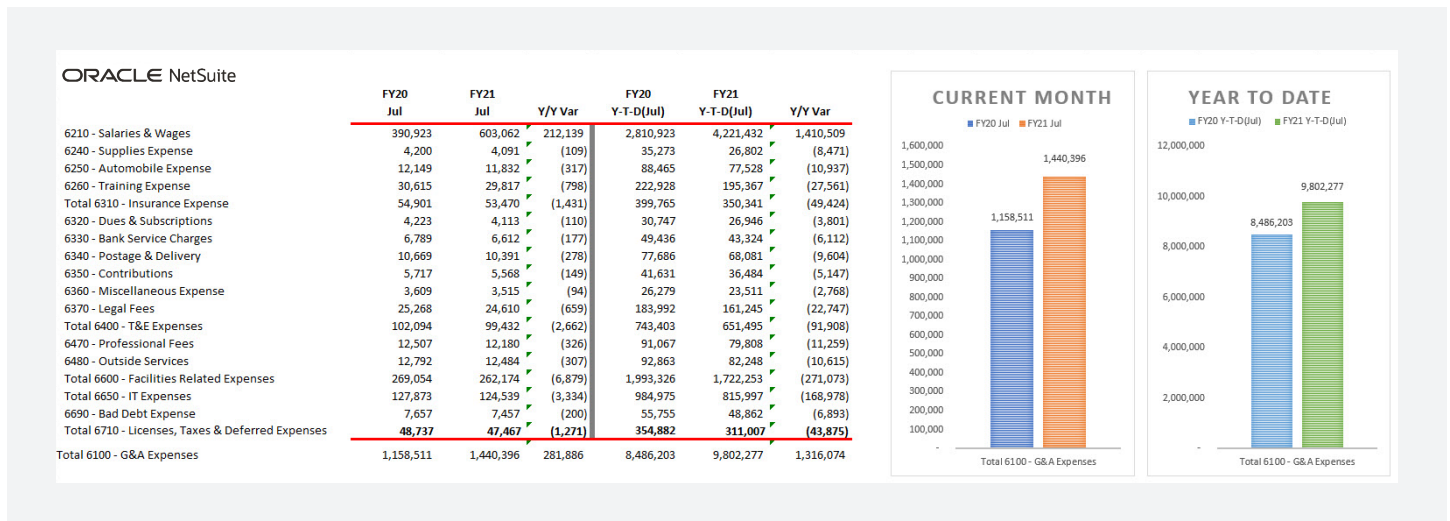 ORACLE NetSuite
FY20 FY21 FY20 FY21
Jul Jul Y/Y Var Y-T-D(Jul) Y-T-D(Jul) Y/Y Var
6210 - Salaries & Wages 390,923 603,062 212,139 2,810,923 4,221,432 1,410,509
6240 - Supplies Expense 4,200 4,091 (109) 35,273 26,802 (8,471)
6250 - Automobile Expense 12,149 11,832 (317) 88,465 77,528 (10,937)
6260 - Training Expense 30,615 29,817 (798) 222,928 195,367 (27,561)
Total 6310 - Insurance Expense 54,901 53,470 (1,431) 399,765 350,341 (49,424)
6320 - Dues & Subscriptions 4,223 4,113 (110) 30,747 26,946 (3,801)
6330 - Bank Service Charges 6,789 6,612 (177) 49,436 43,324 (6,112)
6340 - Postage & Delivery 10,669 10,391 (278) 77,686 68,081 (9,604)
6350 - Contributions 5,717 5,568 (149) 41,631 36,484 (5,147)
6360 - Miscellaneous Expense 3,609 3,515 (94) 26,279 23,511 (2,768)
6370 - Legal Fees 25,268 24,610 (659) 183,992 161,245 (22,747)
Total 6400 - T&E Expenses 102,094 99,432 (2,662) 743,403 651,495 (91,908)
6470 - Professional Fees 12,507 12,180 (326) 91,067 79,808 (11,259)
6480 - Outside Services 12,792 12,484 (307) 92,863 82,248 (10,615)
Total 6600 - Facilities Related Expenses 269,054 262,174 (6,879) 1,993,326 1,722,253 (271,073)
Total 6650 - IT Expenses 127,873 124,539 (3,334) 984,975 815,997 (168,978)
6690 - Bad Debt Expense 7,657 7,457 (200) 55,755 48,862 (6,893)
Total 6710 - Licenses, Taxes & Deferred Expenses 48,737 47,467 (1,271) 354,882 311,007 (43,875)
Total 6100 - G&A Expenses 1,158,511 1,440,396 281,886 8,486,203 9,802,277 1,316,074
CURRENT MONTH
FY20 Jul FY21 Jul
1,600,000
1,500,000
1,400,000
1,300,000
1,200,000
1,100,000
1,000,000
900,000
800,000
700,000
600,000
500,000
400,000
300,000
200,000
100,000
-
1,158,511
1,440,396
Total 6100 - G&A Expenses
YEAR TO DATE
FY20 Y-T-D(Jul) FY21 Y-T-D(Jul)
12,000,000
10,000,000
8,000,000
6,000,000
4,000,000
2,000,000
-
8,486,203
9,802,277
Total 6100 - G&A Expenses